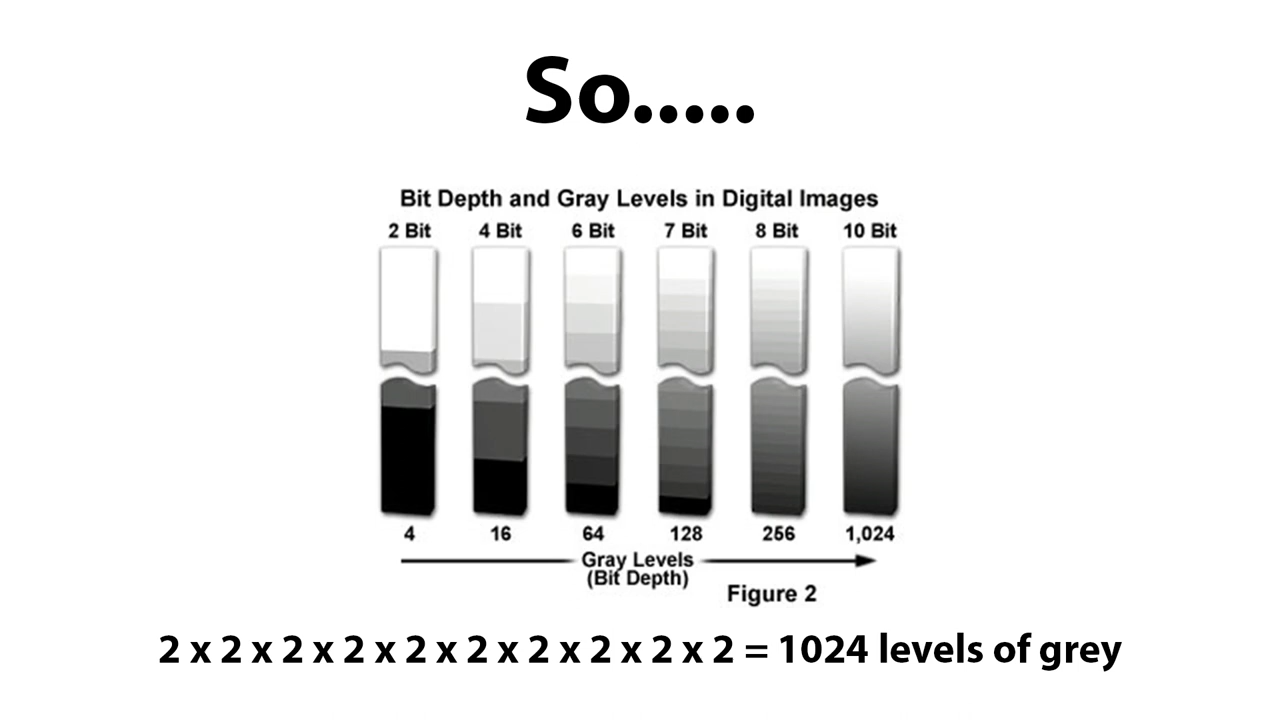 So.....
Bit Depth and Gray Levels in Digital Images
2 Bit 4 Bit 6 Bit 7 Bit 8 Bit 10 Bit
4 16 64 128 256 1,024
Gray Levels
(Bit Depth)
Figure 2
2 x 2 x 2 x 2 x 2 x 2 x 2 x 2 x 2 x 2 = 1024 levels of grey